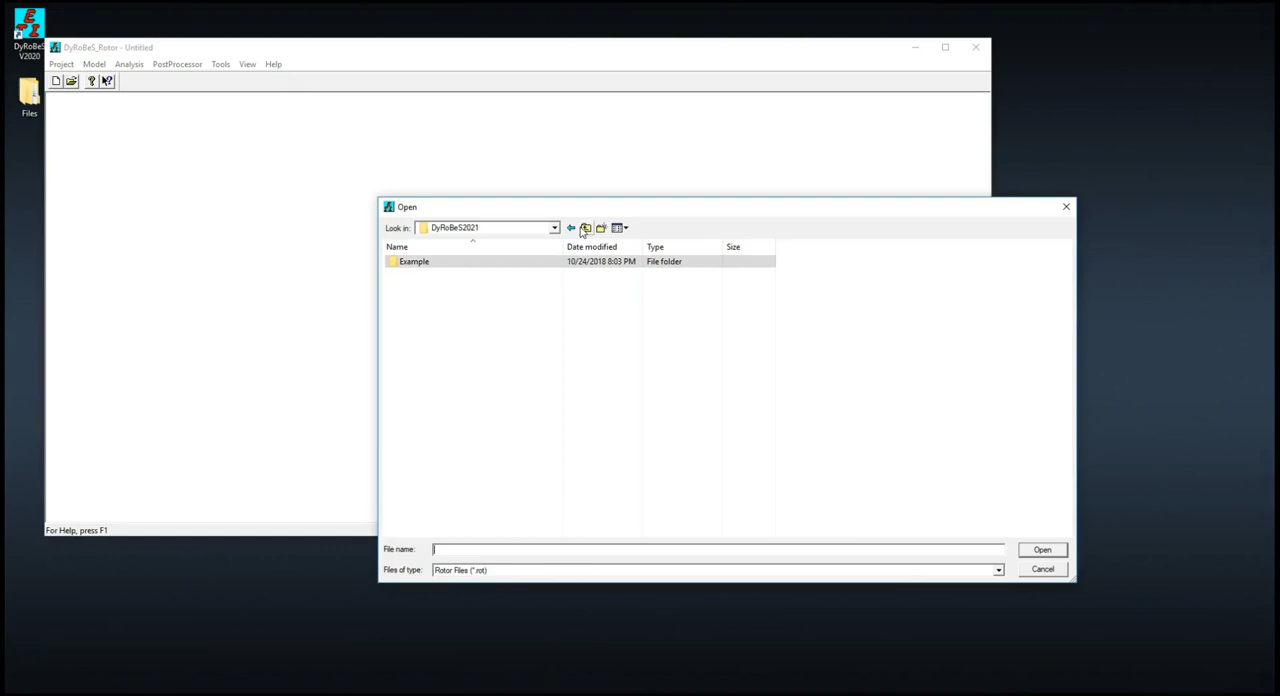 E
T I
DyRoBeS
V2020
Files
DyRoBeS_Rotor - Untitled
Project Model Analysis PostProcessor Tools View Help
Open
Look in: DyRoBeS2021
Name Date modified Type Size
Example 10/24/2018 8:03 PM File folder
File name: Open
Files of type: Rotor Files (*.rot) Cancel
For Help, press F1